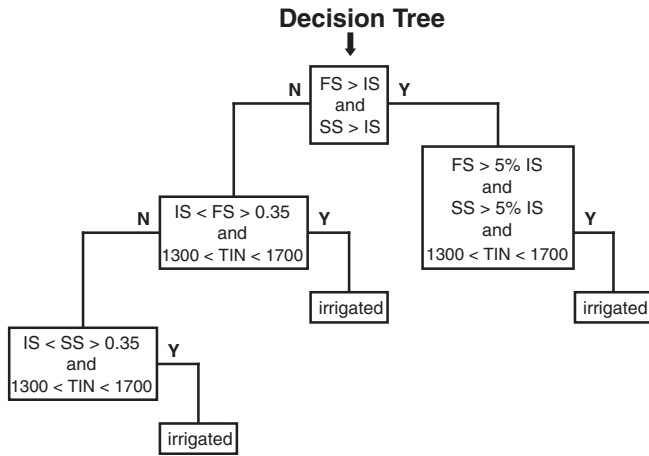 Decision Tree
N
FS > IS
and
SS > IS
Y
FS > 5% IS
and
SS > 5% IS
and
1300 < TIN < 1700
Y
irrigated
N
IS < FS > 0.35
and
1300 < TIN < 1700
Y
irrigated
IS < SS > 0.35
and
1300 < TIN < 1700
Y
irrigated